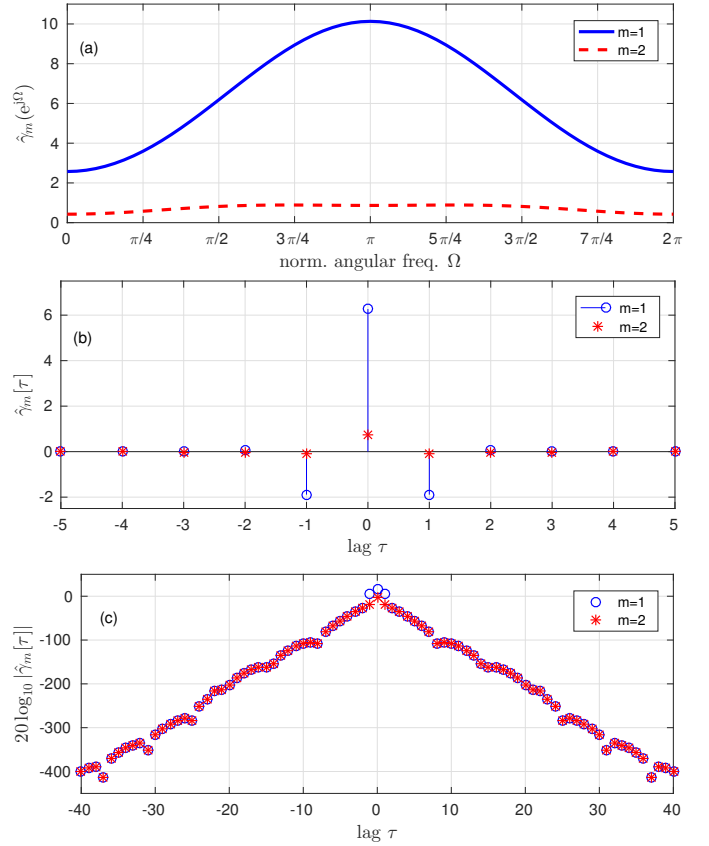 10
8
6
4
2
0
γ̂ₘ(e^{jΩ})
(a)
m=1
m=2
0 π/4 π/2 3π/4 π 5π/4 3π/2 7π/4 2π
norm. angular freq. Ω
6
4
2
0
-2
γ̂ₘ[τ]
(b)
m=1
m=2
-5 -4 -3 -2 -1 0 1 2 3 4 5
lag τ
0
-100
-200
-300
-400
20 log₁₀ |γ̂ₘ[τ]|
(c)
m=1
m=2
-40 -30 -20 -10 0 10 20 30 40
lag τ